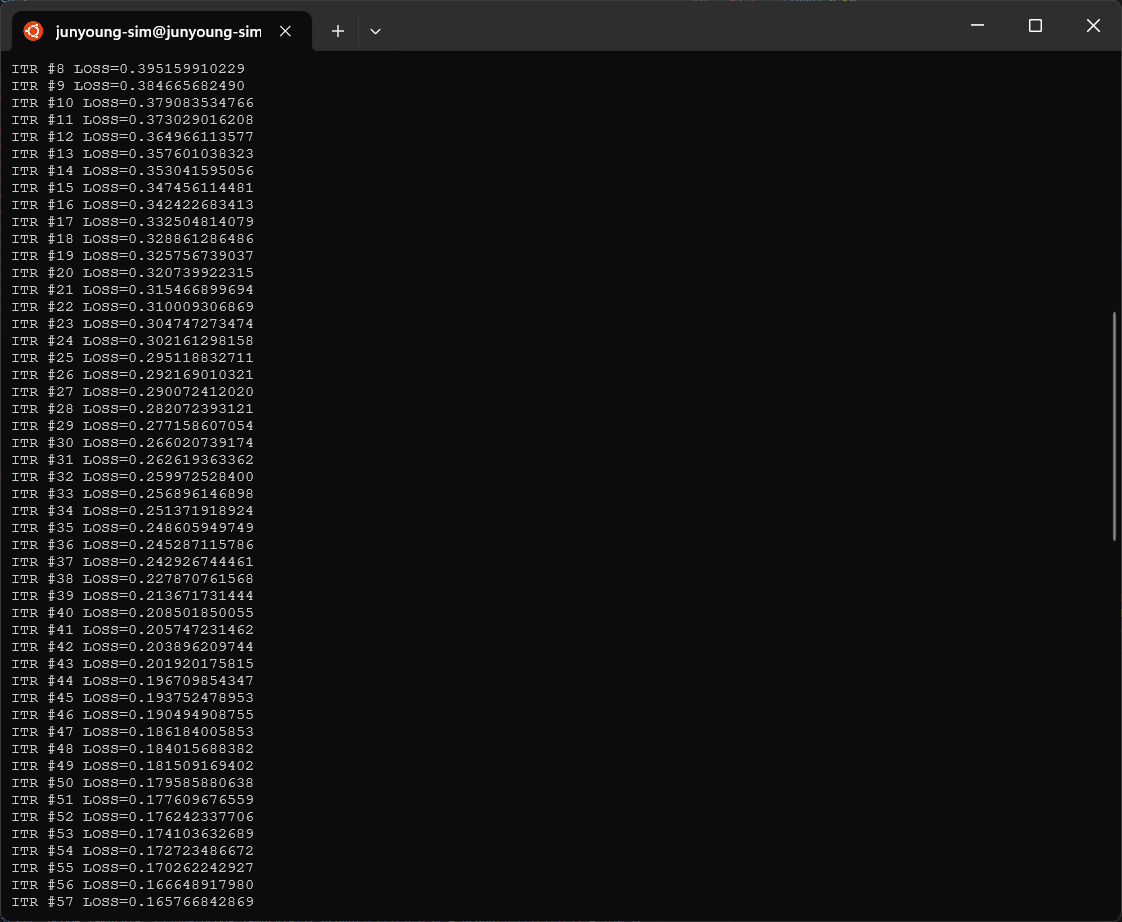 junyoung-sim@junyoung-sim
ITR #8 LOSS=0.395159910229
ITR #9 LOSS=0.384665682490
ITR #10 LOSS=0.379083534766
ITR #11 LOSS=0.373029016208
ITR #12 LOSS=0.364966113577
ITR #13 LOSS=0.357601038323
ITR #14 LOSS=0.353041595056
ITR #15 LOSS=0.347456114481
ITR #16 LOSS=0.342422683413
ITR #17 LOSS=0.332504814079
ITR #18 LOSS=0.328861286486
ITR #19 LOSS=0.325756739037
ITR #20 LOSS=0.320739922315
ITR #21 LOSS=0.315466899694
ITR #22 LOSS=0.310009306869
ITR #23 LOSS=0.304747273474
ITR #24 LOSS=0.302161298158
ITR #25 LOSS=0.295118832711
ITR #26 LOSS=0.292169010321
ITR #27 LOSS=0.290072412020
ITR #28 LOSS=0.282072393121
ITR #29 LOSS=0.277158607054
ITR #30 LOSS=0.266020739174
ITR #31 LOSS=0.262619363362
ITR #32 LOSS=0.259972528400
ITR #33 LOSS=0.256896146898
ITR #34 LOSS=0.251371918924
ITR #35 LOSS=0.248605949749
ITR #36 LOSS=0.245287115786
ITR #37 LOSS=0.242926744461
ITR #38 LOSS=0.227870761568
ITR #39 LOSS=0.213671731444
ITR #40 LOSS=0.208501850055
ITR #41 LOSS=0.205747231462
ITR #42 LOSS=0.203896209744
ITR #43 LOSS=0.201920175815
ITR #44 LOSS=0.196709854347
ITR #45 LOSS=0.193752478953
ITR #46 LOSS=0.190494908755
ITR #47 LOSS=0.186184005853
ITR #48 LOSS=0.184015688382
ITR #49 LOSS=0.181509169402
ITR #50 LOSS=0.179585880638
ITR #51 LOSS=0.177609676559
ITR #52 LOSS=0.176242337706
ITR #53 LOSS=0.174103632689
ITR #54 LOSS=0.172723486672
ITR #55 LOSS=0.170262242927
ITR #56 LOSS=0.166648917980
ITR #57 LOSS=0.165766842869